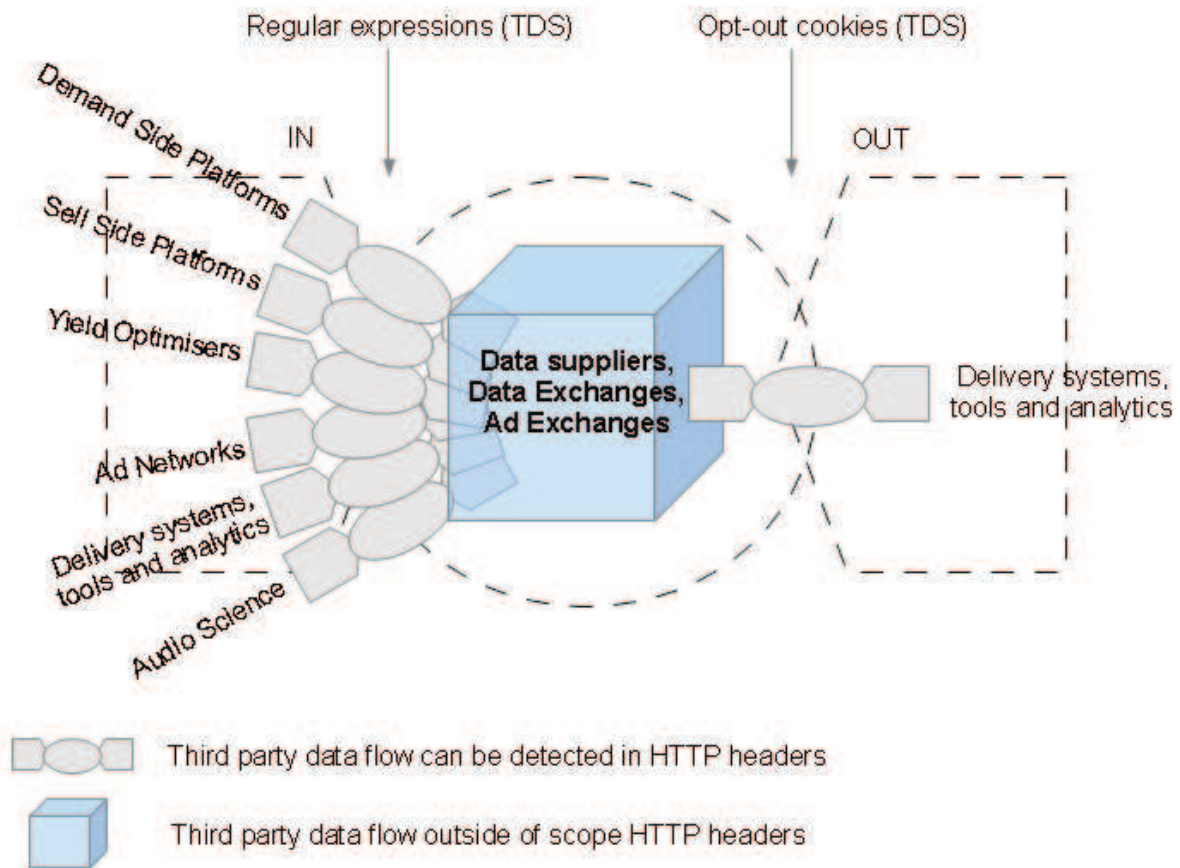 Regular expressions (TDS)
Opt-out cookies (TDS)
IN
OUT
Demand Side Platforms
Sell Side Platforms
Yield Optimisers
Ad Networks
Delivery systems,
tools and analytics
Audio Science
Data suppliers,
Data Exchanges,
Ad Exchanges
Delivery systems,
tools and analytics
Third party data flow can be detected in HTTP headers
Third party data flow outside of scope HTTP headers